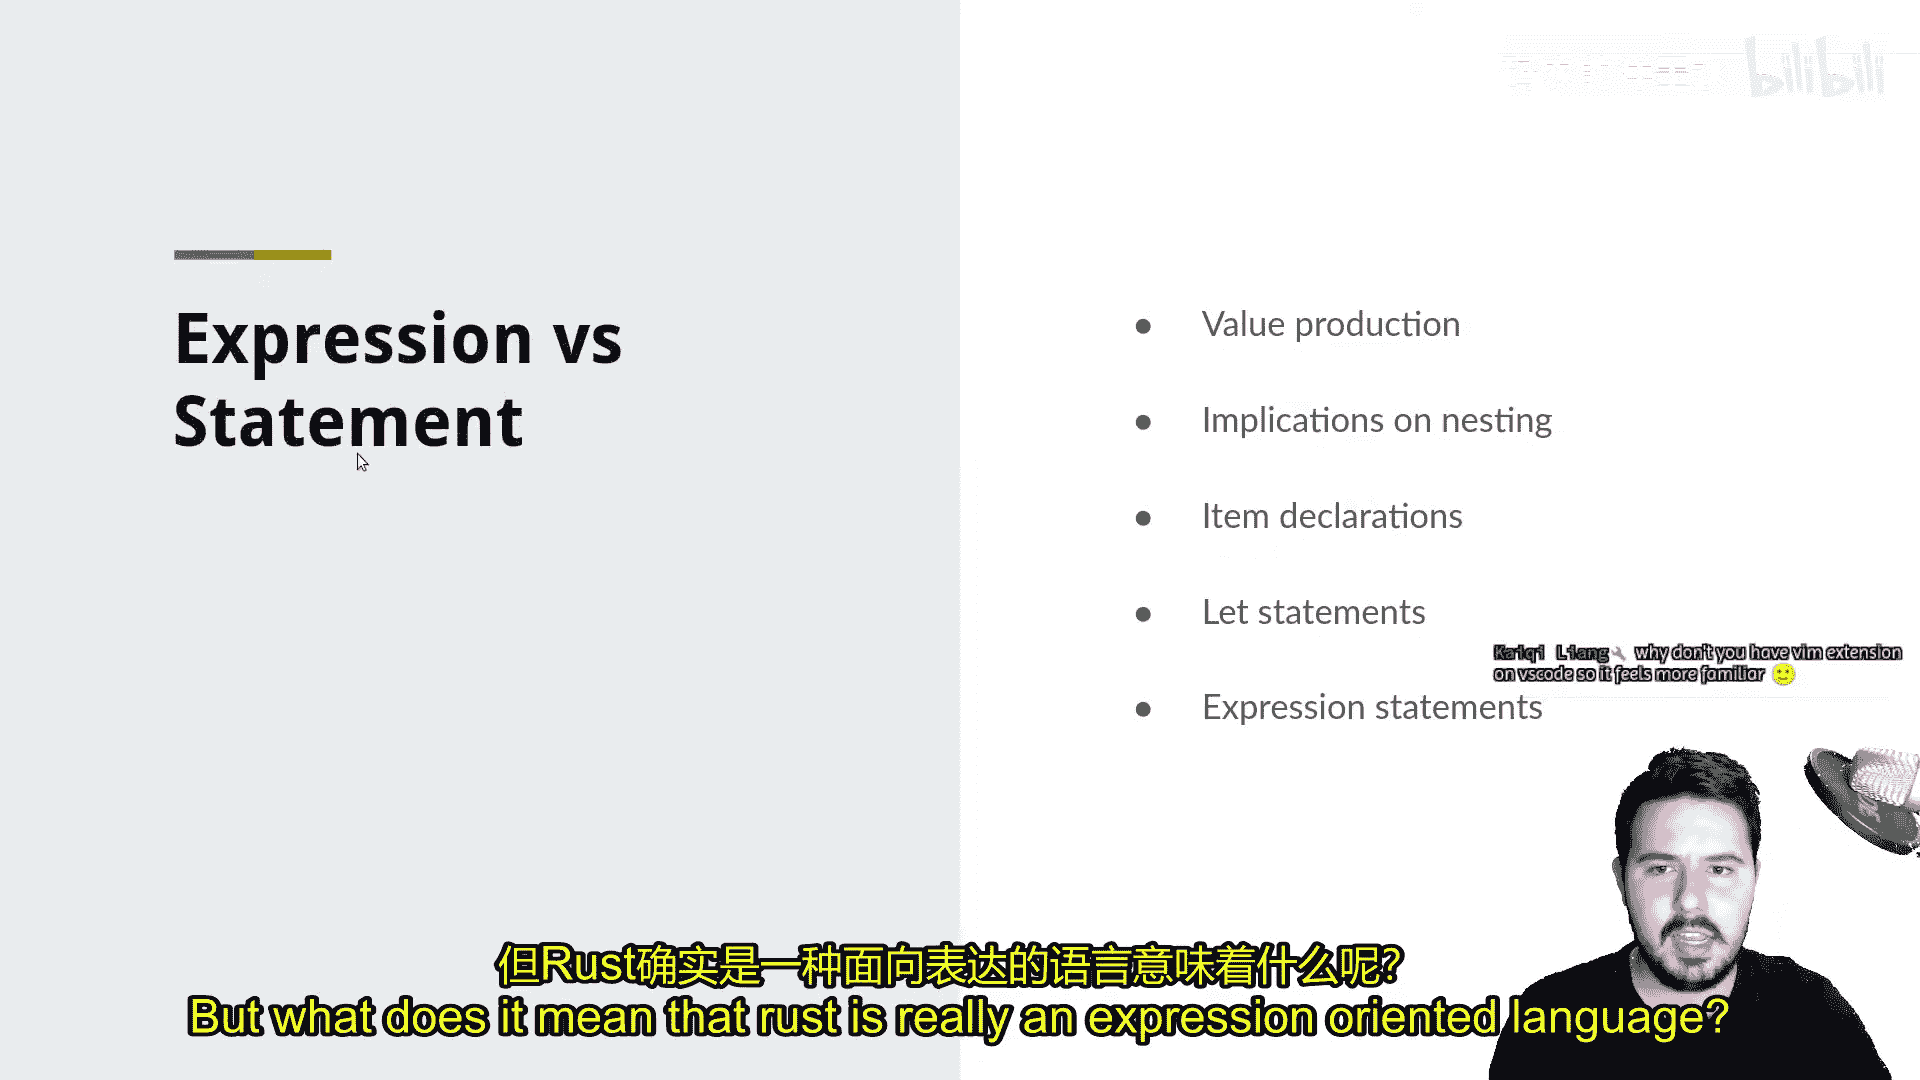 bilibili
Expression vs
Statement
● Value production
● Implications on nesting
● Item declarations
● Let statements
● Expression statements
Kaiqi Liang why don't you have vim extension
on vscode so it feels more familiar
但Rust确实是一种面向表达的语言意味着什么呢?
But what does it mean that rust is really an expression oriented language?